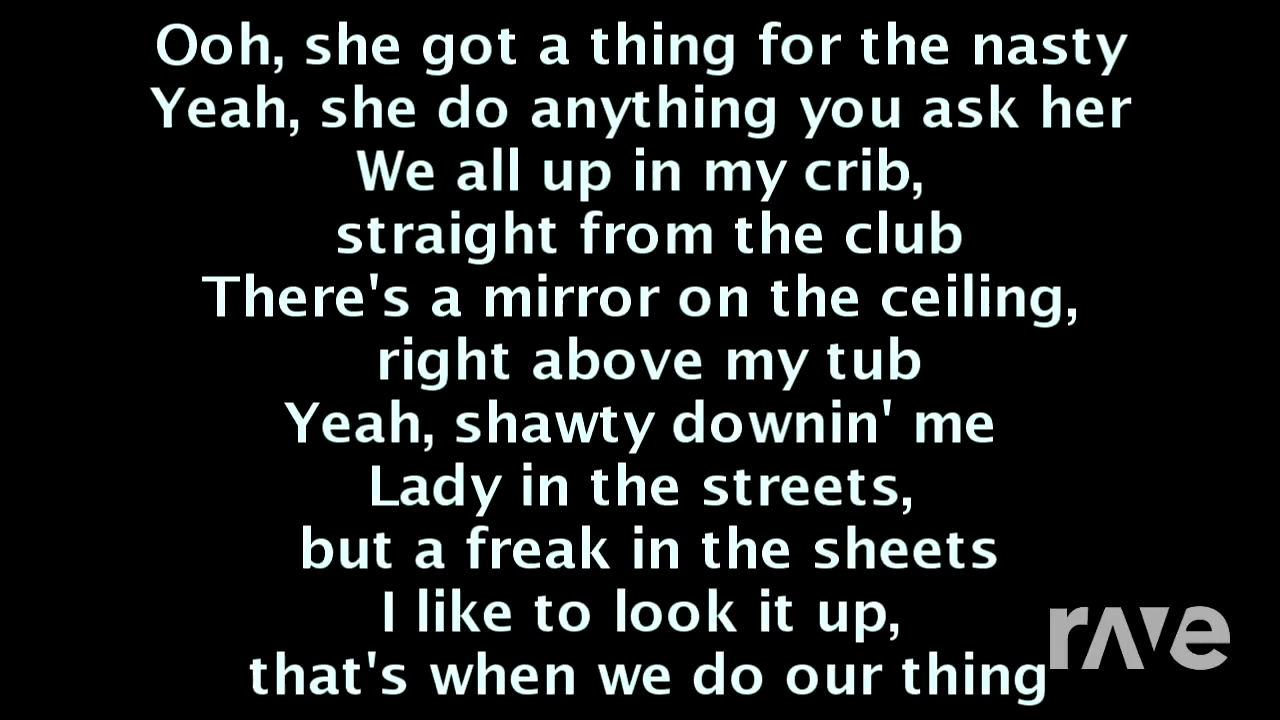 Ooh, she got a thing for the nasty
Yeah, she do anything you ask her
We all up in my crib,
straight from the club
There's a mirror on the ceiling,
right above my tub
Yeah, shawty downin' me
Lady in the streets,
but a freak in the sheets
I like to look it up,
that's when we do our thing
rave